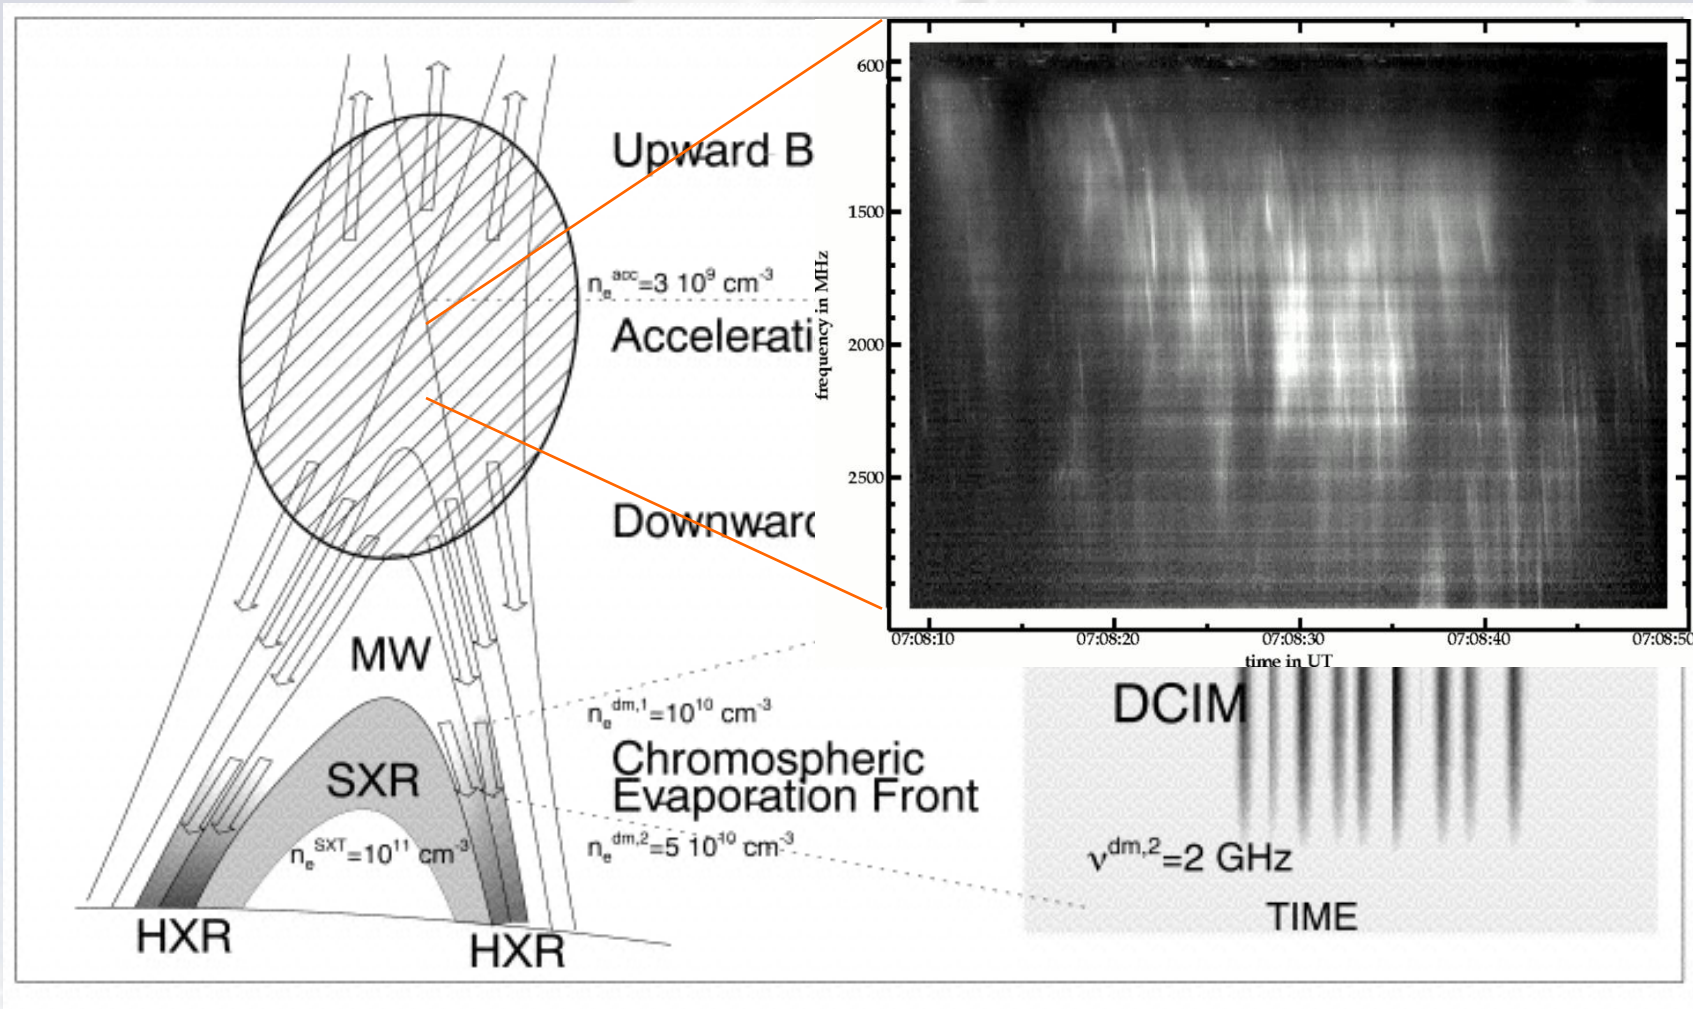 Upward B
n_e^acc=3 10^9 cm^-3
Accelerati
Downward
MW
n_e^dm,1=10^10 cm^-3
Chromospheric
Evaporation Front
SXR
n_e^SXT=10^11 cm^-3
n_e^dm,2=5 10^10 cm^-3
HXR
HXR
600
1500
2000
2500
frequency in MHz
07:08:10
07:08:20
07:08:30
07:08:40
07:08:50
time in UT
DCIM
ν^dm,2=2 GHz
TIME